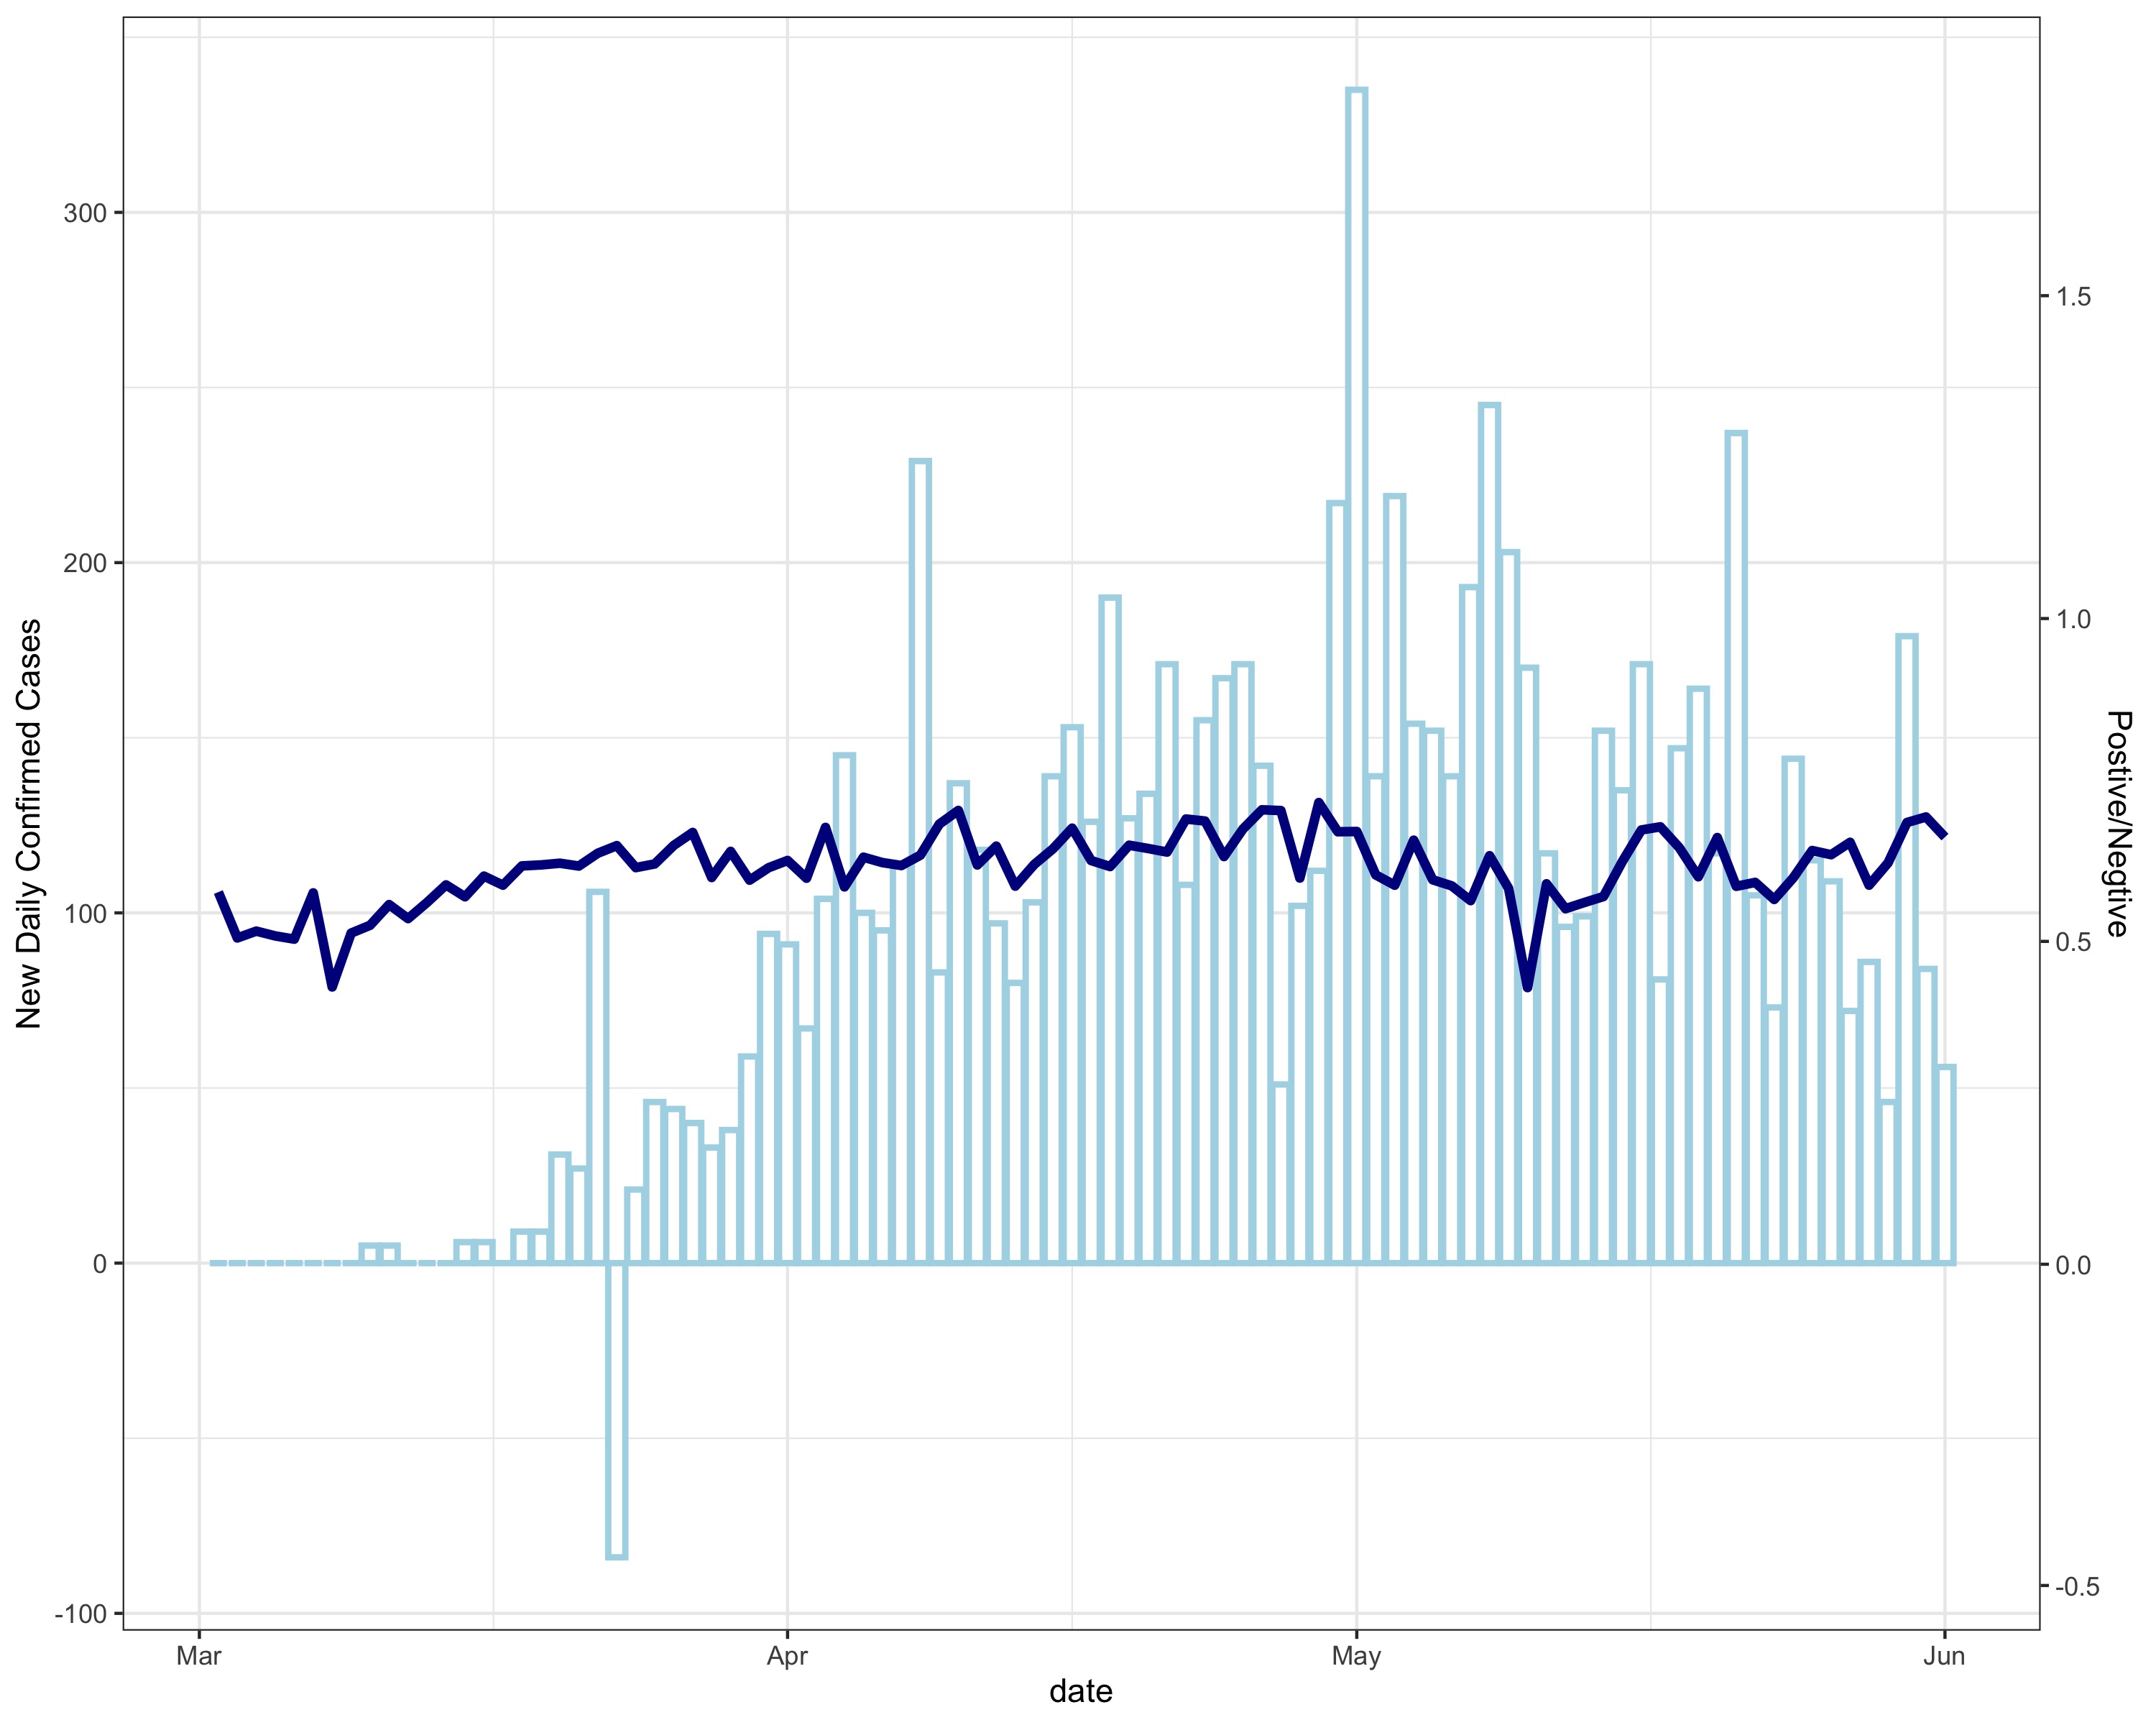 New Daily Confirmed Cases
300
200
100
0
-100
Mar
Apr
May
Jun
date
1.5
1.0
0.5
0.0
-0.5
Postive/Negtive